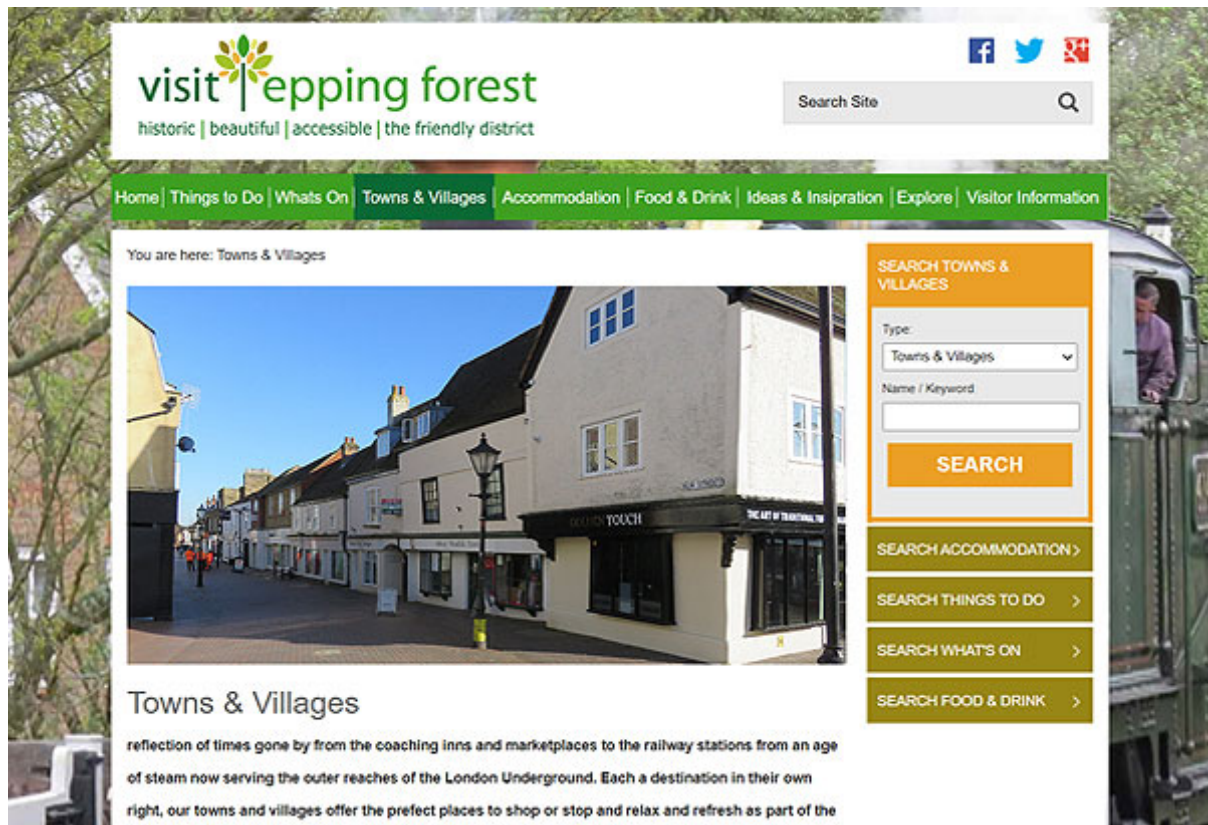 visit epping forest
historic | beautiful | accessible | the friendly district
Search Site
Home | Things to Do | Whats On | Towns & Villages | Accommodation | Food & Drink | Ideas & Insipration | Explore | Visitor Information
You are here: Towns & Villages
SEARCH TOWNS &
VILLAGES
Type:
Towns & Villages
Name / Keyword
SEARCH
SEARCH ACCOMMODATION >
SEARCH THINGS TO DO >
SEARCH WHAT'S ON >
SEARCH FOOD & DRINK >
TOUCH
THE ART OF TRADITIONAL
Towns & Villages
reflection of times gone by from the coaching inns and marketplaces to the railway stations from an age
of steam now serving the outer reaches of the London Underground. Each a destination in their own
right, our towns and villages offer the prefect places to shop or stop and relax and refresh as part of the